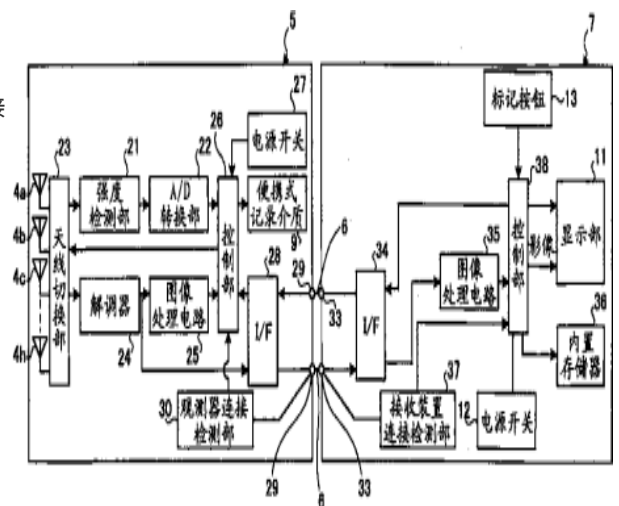 5
7
接
27
标记按钮
13
26
电源开关
23
21
22
38
11
4a
强度
检测部
A/D
转换部
便携式
记录介质
9
4b
天线切换部
控制部
28
29
6
34
35
控制部
影像
显示部
4c
解调器
图像
处理电路
I/F
33
I/F
图像
处理电路
36
4h
24
25
37
内置
存储器
30
观测器连接
检测部
接收装置
连接检测部
12
电源开关
29
6
33